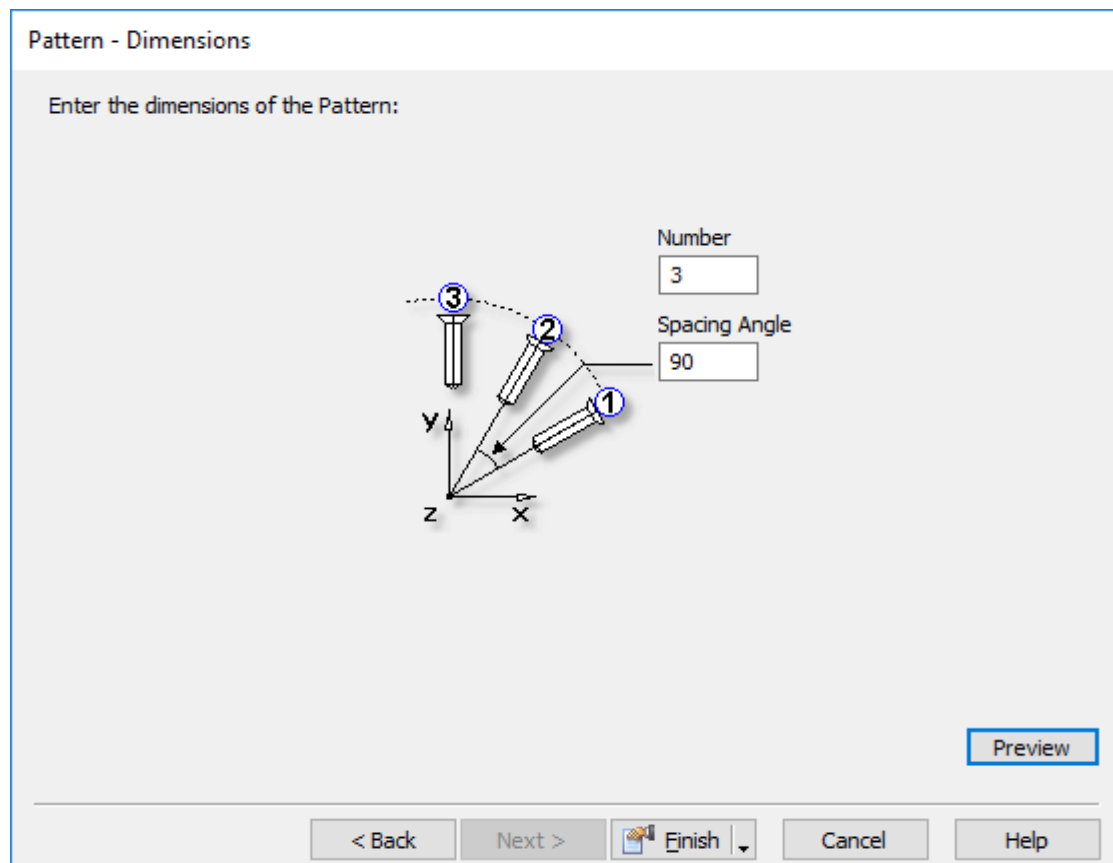 Pattern - Dimensions
Enter the dimensions of the Pattern:
Number
3
Spacing Angle
90
3
2
1
y
z
x
Preview
< Back
Next >
Finish
Cancel
Help